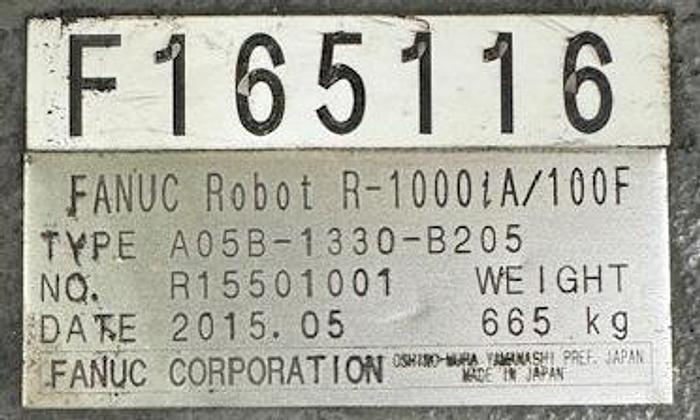 F165116
FANUC Robot R-1000iA/100F
TYPE A05B-1330-B205
NO. R15501001 WEIGHT
DATE 2015.05 665 kg
FANUC CORPORATION OSHINO-MURA YAMANASHI PREF. JAPAN
MADE IN JAPAN